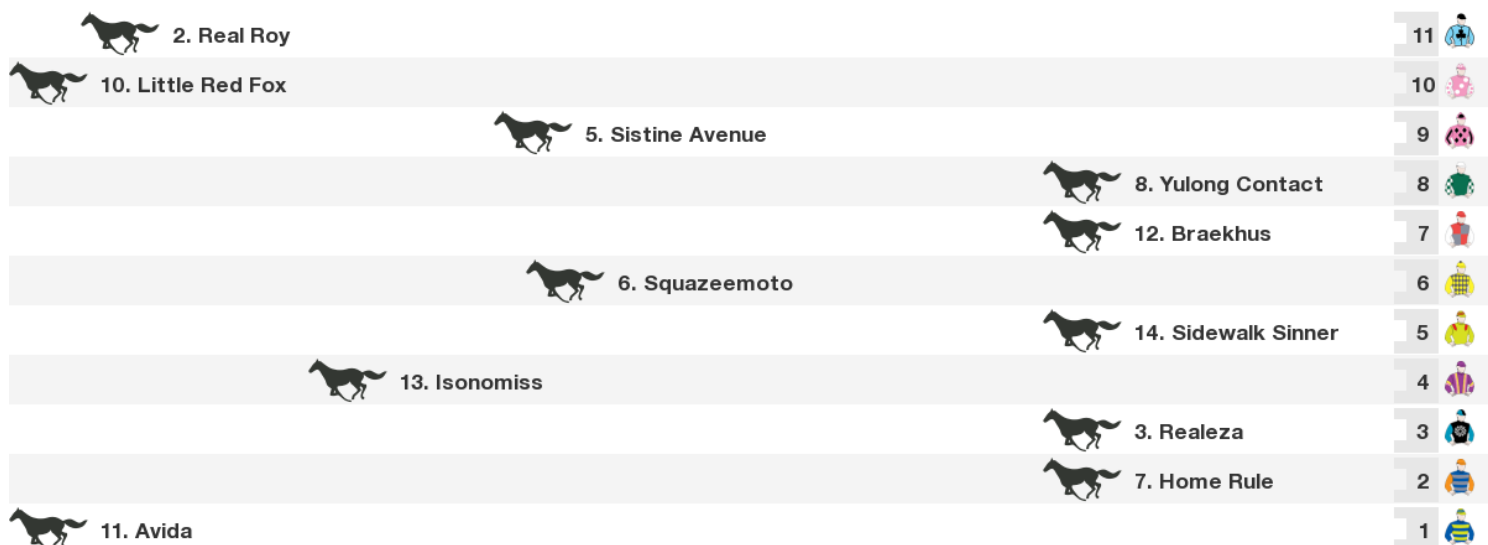 2. Real Roy 11
10. Little Red Fox 10
5. Sistine Avenue 9
8. Yulong Contact 8
12. Braekhus 7
6. Squazeemoto 6
14. Sidewalk Sinner 5
13. Isonomiss 4
3. Realeza 3
7. Home Rule 2
11. Avida 1